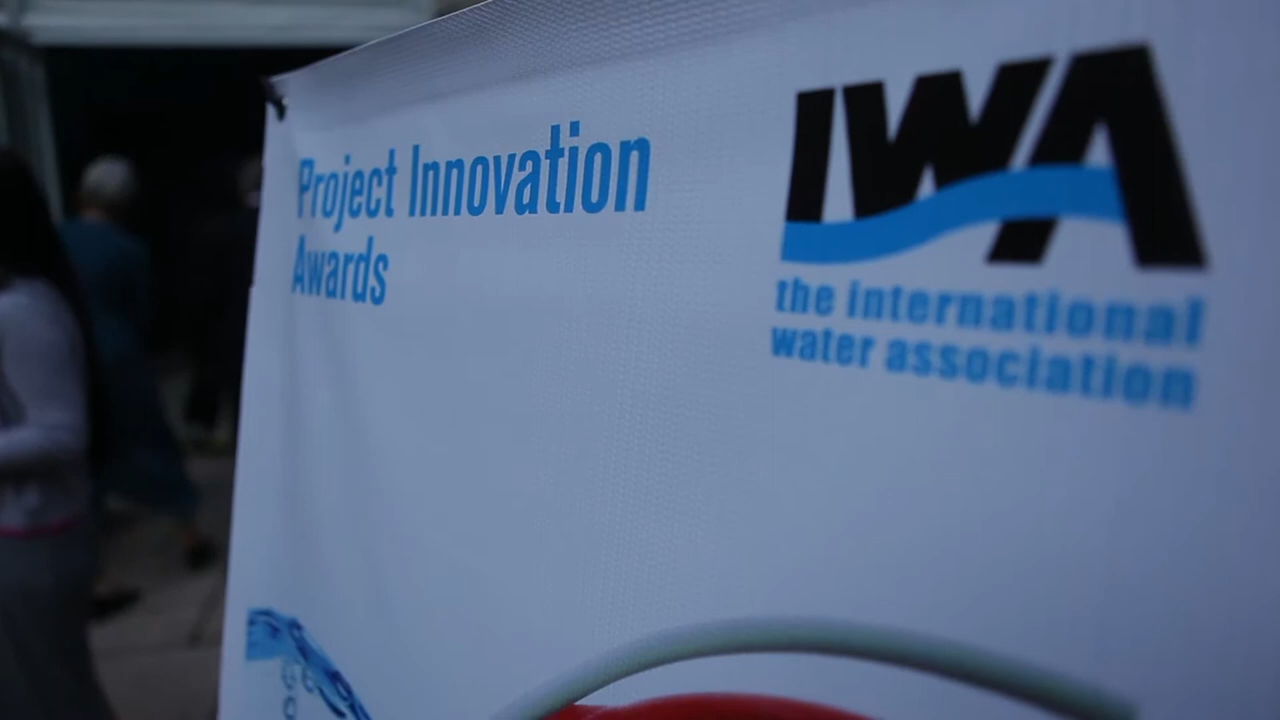 Project Innovation
Awards
IWA
the international
water association